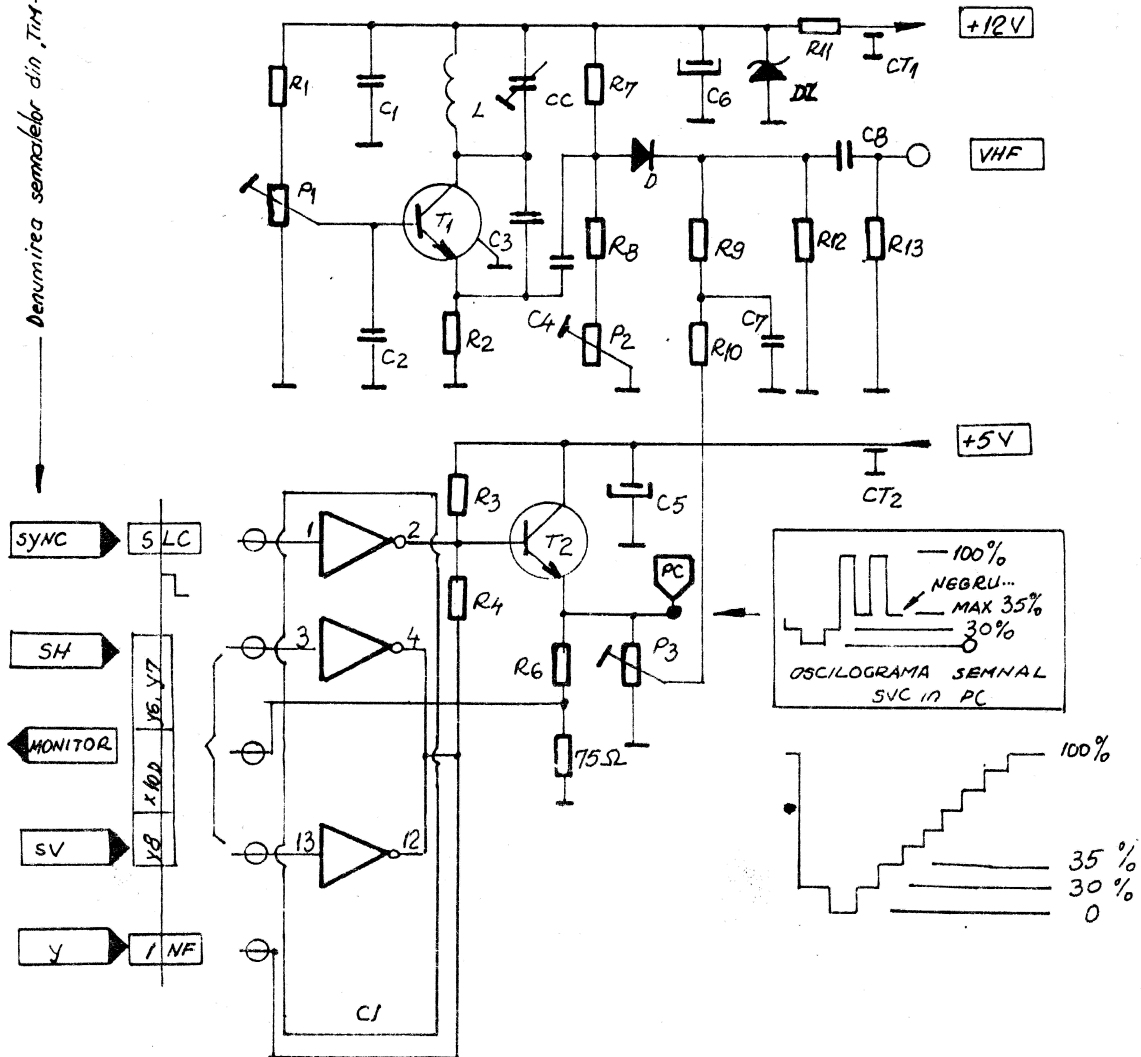 Denumirea semnalelor din „TIM-
+12V
R11
CT1
R1
C1
L
CC
R7
C6
DZ
C8
VHF
P1
T1
C3
D
R8
R9
R12
R13
C2
R2
C4
P2
R10
C7
+5V
CT2
R3
C5
SYNC
SLC
1
2
T2
PC
R4
100%
NEGRU...
MAX 35%
30%
0
OSCILOGRAMA SEMNAL
SVC in PC
SH
3
4
R6
P3
Y6, Y7
MONITOR
75Ω
100%
SV
Y8
13
12
35 %
30 %
0
Y
1 NF
CI